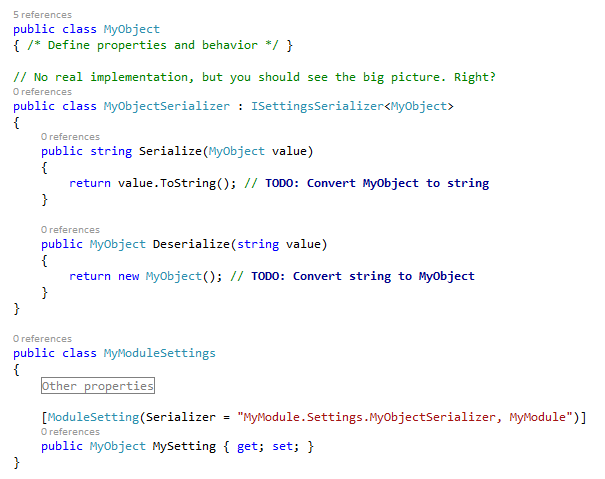 5 references
public class MyObject
{ /* Define properties and behavior */ }
// No real implementation, but you should see the big picture. Right?
0 references
public class MyObjectSerializer : ISettingsSerializer<MyObject>
{
0 references
public string Serialize(MyObject value)
{
return value.ToString(); // TODO: Convert MyObject to string
}
0 references
public MyObject Deserialize(string value)
{
return new MyObject(); // TODO: Convert string to MyObject
}
}
0 references
public class MyModuleSettings
{
Other properties
[ModuleSetting(Serializer = "MyModule.Settings.MyObjectSerializer, MyModule")]
0 references
public MyObject MySetting { get; set; }
}